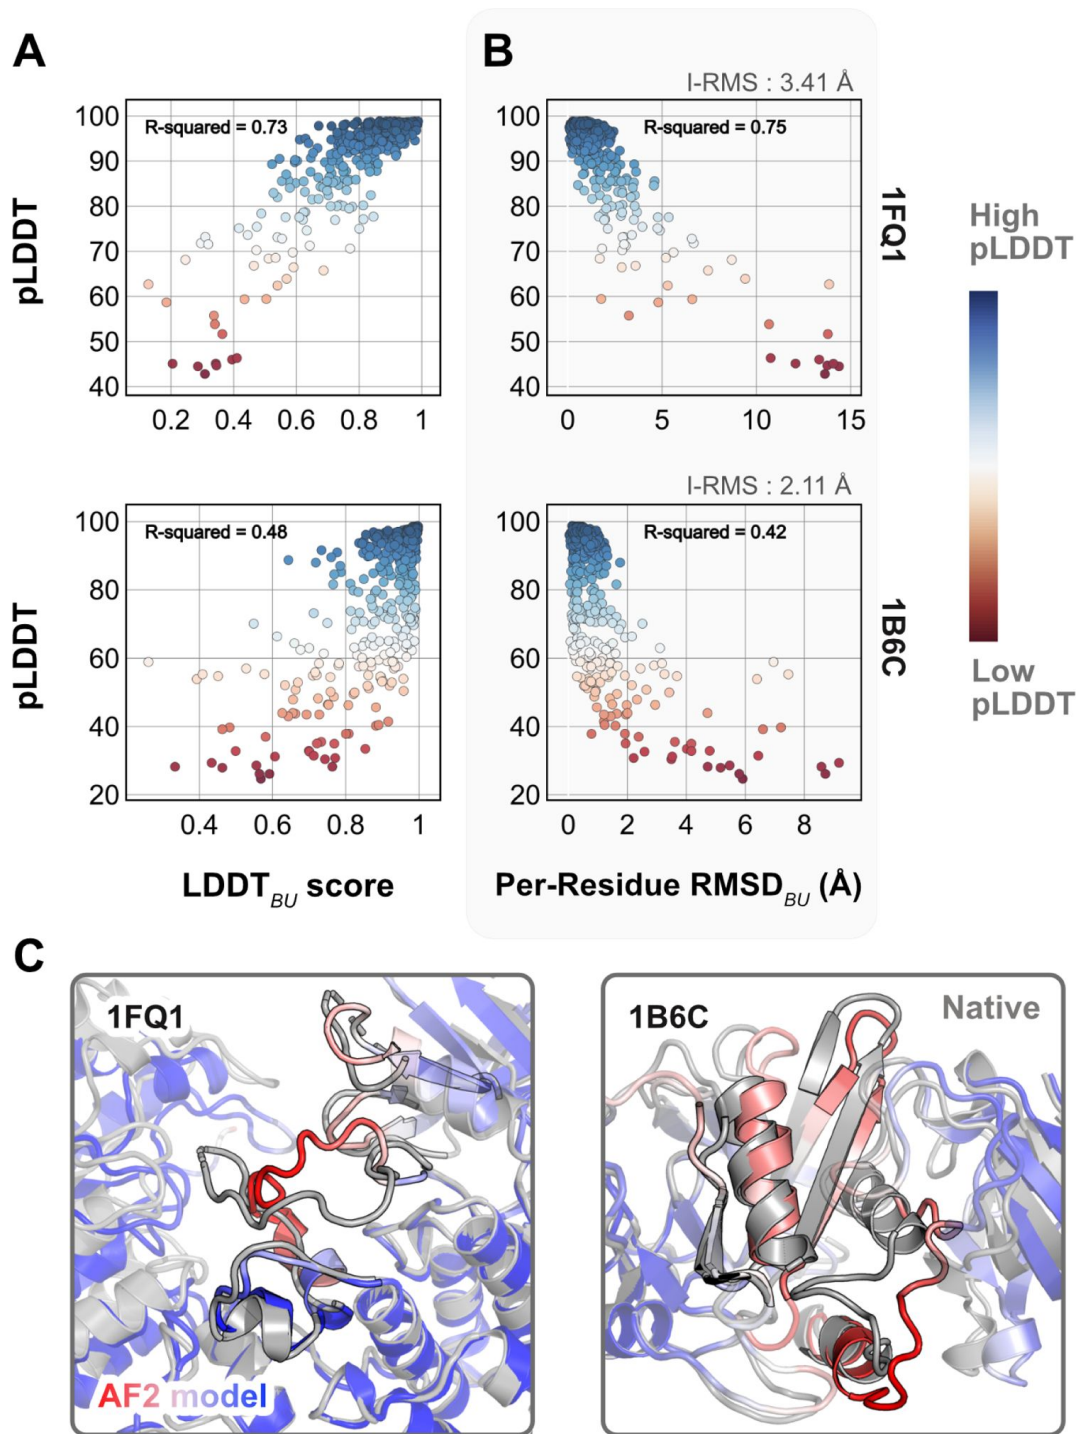 A
B
I-RMS : 3.41 Å
R-squared = 0.73
R-squared = 0.75
pLDDT
100
90
80
70
60
50
40
0.2 0.4 0.6 0.8 1
100
90
80
70
60
50
40
0 5 10 15
1FQ1
High
pLDDT
Low
pLDDT
I-RMS : 2.11 Å
R-squared = 0.48
R-squared = 0.42
pLDDT
100
80
60
40
20
0.4 0.6 0.8 1
100
80
60
40
20
0 2 4 6 8
1B6C
LDDT BU score
Per-Residue RMSD BU (Å)
C
1FQ1
AF2 model
1B6C
Native